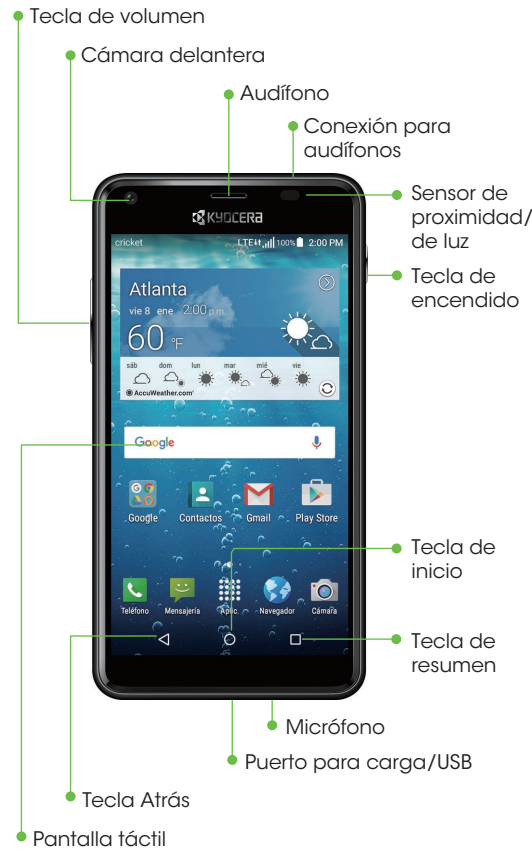 Tecla de volumen
Cámara delantera
Audífono
Conexión para
audífonos
Sensor de
proximidad/
de luz
Tecla de
encendido
KYOCERA
cricket LTE 100% 2:00 PM
Atlanta
vie 8 ene 2:00 p.m.
60 °F
sáb dom lun mar mié vie
AccuWeather.com
Google
Google Contactos Gmail Play Store
Teléfono Mensajería Aplic. Navegador Cámara
Tecla de
inicio
Tecla de
resumen
Micrófono
Puerto para carga/USB
Tecla Atrás
Pantalla táctil